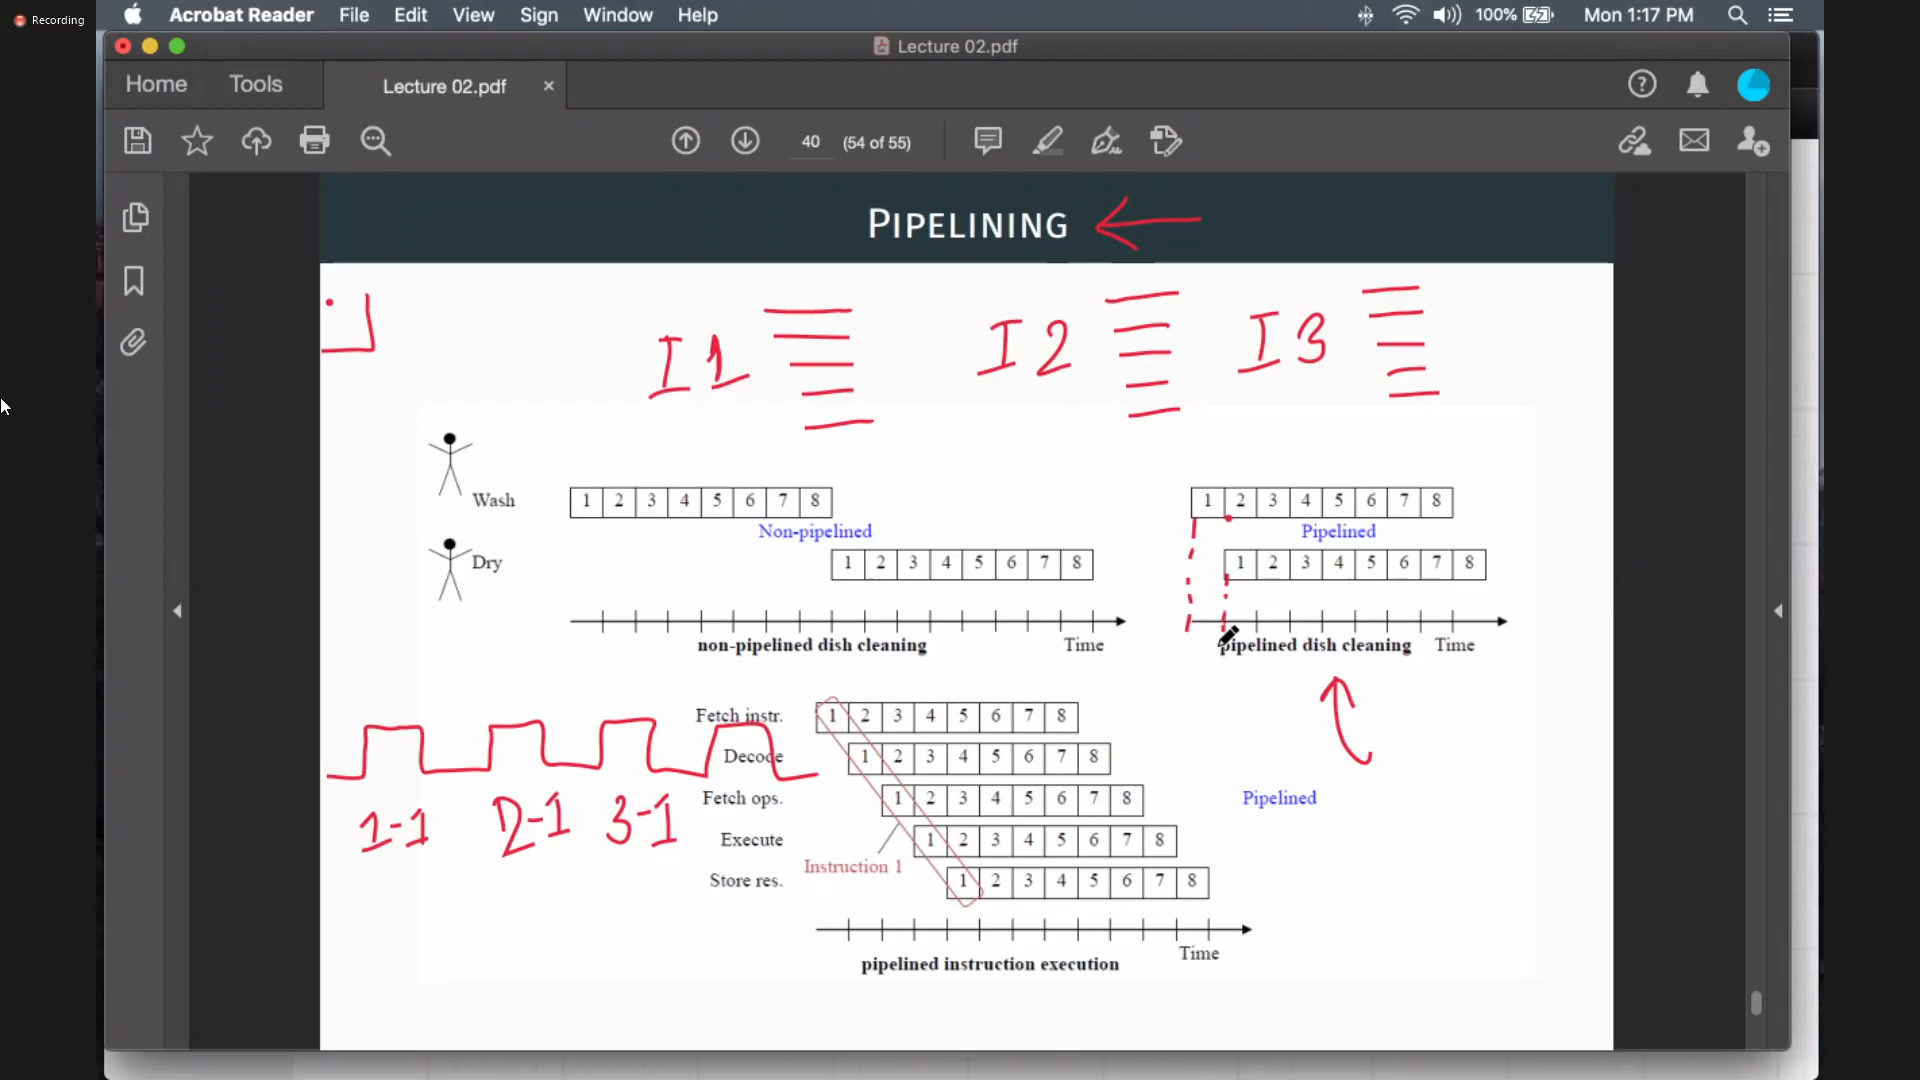 Recording
Acrobat Reader File Edit View Sign Window Help 100% Mon 1:17 PM
Lecture 02.pdf
Home Tools Lecture 02.pdf ×
40 (54 of 55)
PIPELINING
I1 I2 I3
Wash 1 2 3 4 5 6 7 8 1 2 3 4 5 6 7 8
Non-pipelined Pipelined
Dry 1 2 3 4 5 6 7 8 1 2 3 4 5 6 7 8
non-pipelined dish cleaning Time pipelined dish cleaning Time
Fetch instr. 1 2 3 4 5 6 7 8
Decode 1 2 3 4 5 6 7 8
Fetch ops. 1 2 3 4 5 6 7 8 Pipelined
1-1 2-1 3-1
Execute 1 2 3 4 5 6 7 8
Instruction 1
Store res. 1 2 3 4 5 6 7 8
Time
pipelined instruction execution